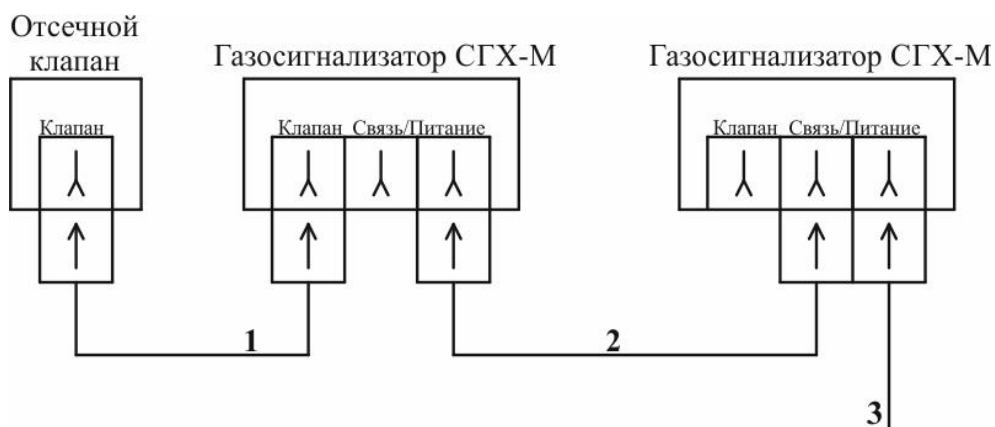 Отсечной
клапан
Газосигнализатор СГХ-М
Газосигнализатор СГХ-М
Клапан
Клапан Связь/Питание
Клапан Связь/Питание
1
2
3